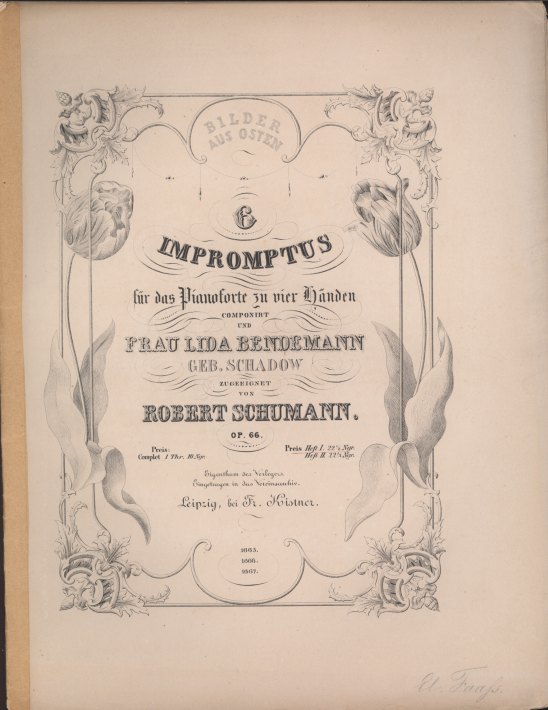 BILDER
AUS OSTEN
6
IMPROMPTUS
für das Pianoforte zu vier Händen
COMPONIRT
UND
FRAU LIDA BENDEMANN
GEB. SCHADOW
ZUGEEIGNET
VON
ROBERT SCHUMANN.
OP. 66.
Preis:
Complet 1 Thr. 10 Ngr.
Preis Heft I. 22½ Ngr.
Heft II. 22½ Ngr.
Eigenthum des Verlegers.
Eingetragen in das Vereinsarchiv.
Leipzig, bei Fr. Kistner.
1665.
1666.
1667.